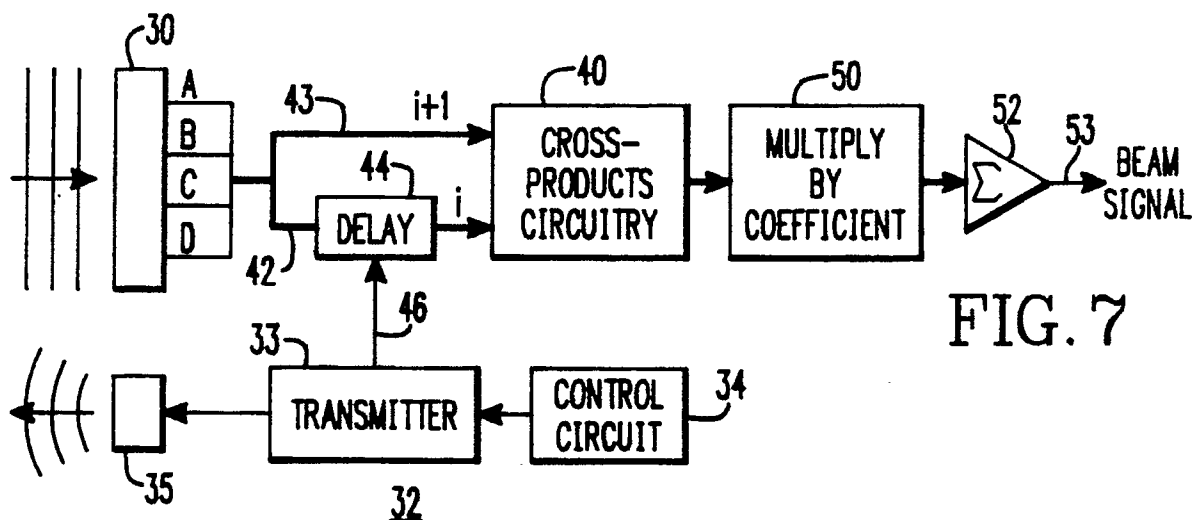 30
A
B
C
D
43
i+1
44
DELAY
i
42
46
40
CROSS-
PRODUCTS
CIRCUITRY
50
MULTIPLY
BY
COEFFICIENT
52
Σ
53
BEAM
SIGNAL
FIG. 7
33
TRANSMITTER
CONTROL
CIRCUIT
34
35
32